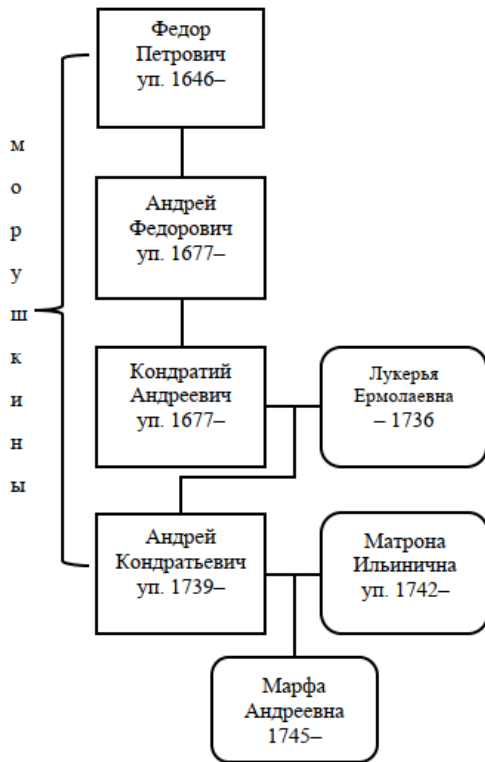 Федор
Петрович
уп. 1646–
морушкины
Андрей
Федорович
уп. 1677–
Кондратий
Андреевич
уп. 1677–
Лукерья
Ермолаевна
– 1736
Андрей
Кондратьевич
уп. 1739–
Матрона
Ильинична
уп. 1742–
Марфа
Андреевна
1745–